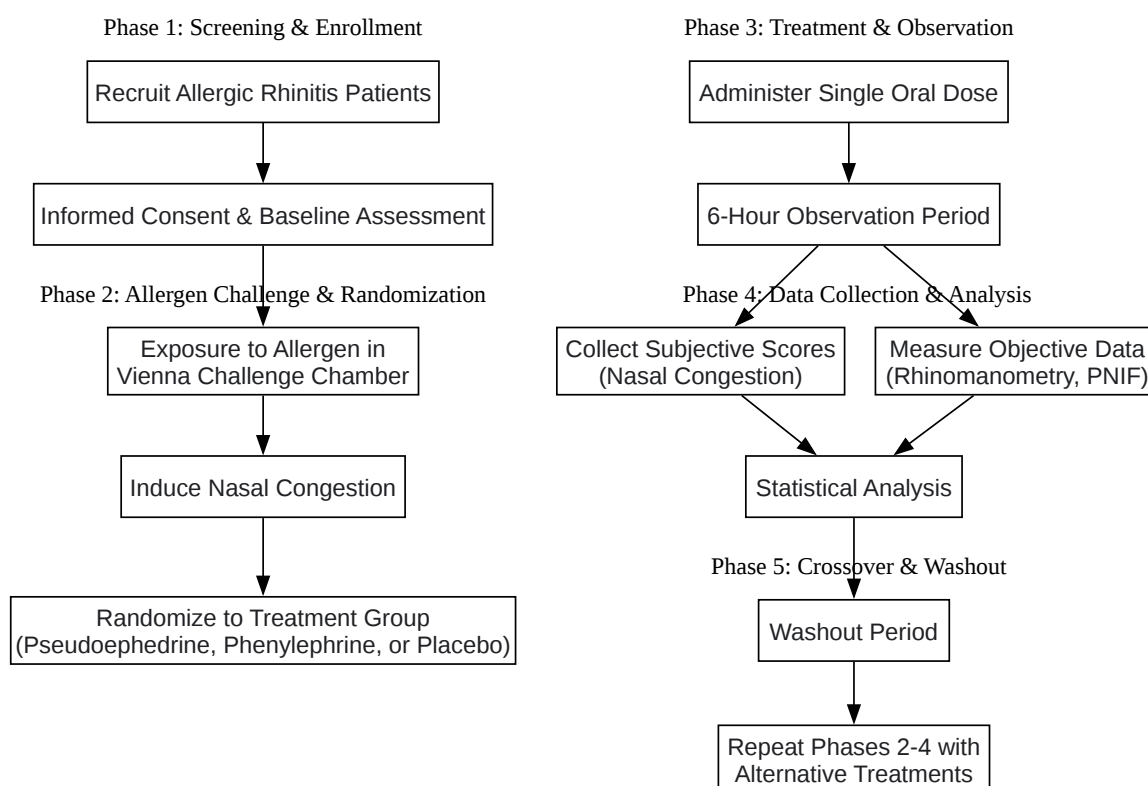 Phase 1: Screening & Enrollment
Recruit Allergic Rhinitis Patients
Informed Consent & Baseline Assessment
Phase 2: Allergen Challenge & Randomization
Exposure to Allergen in
Vienna Challenge Chamber
Induce Nasal Congestion
Randomize to Treatment Group
(Pseudoephedrine, Phenylephrine, or Placebo)
Phase 3: Treatment & Observation
Administer Single Oral Dose
6-Hour Observation Period
Phase 4: Data Collection & Analysis
Collect Subjective Scores
(Nasal Congestion)
Measure Objective Data
(Rhinomanometry, PNIF)
Statistical Analysis
Phase 5: Crossover & Washout
Washout Period
Repeat Phases 2-4 with
Alternative Treatments